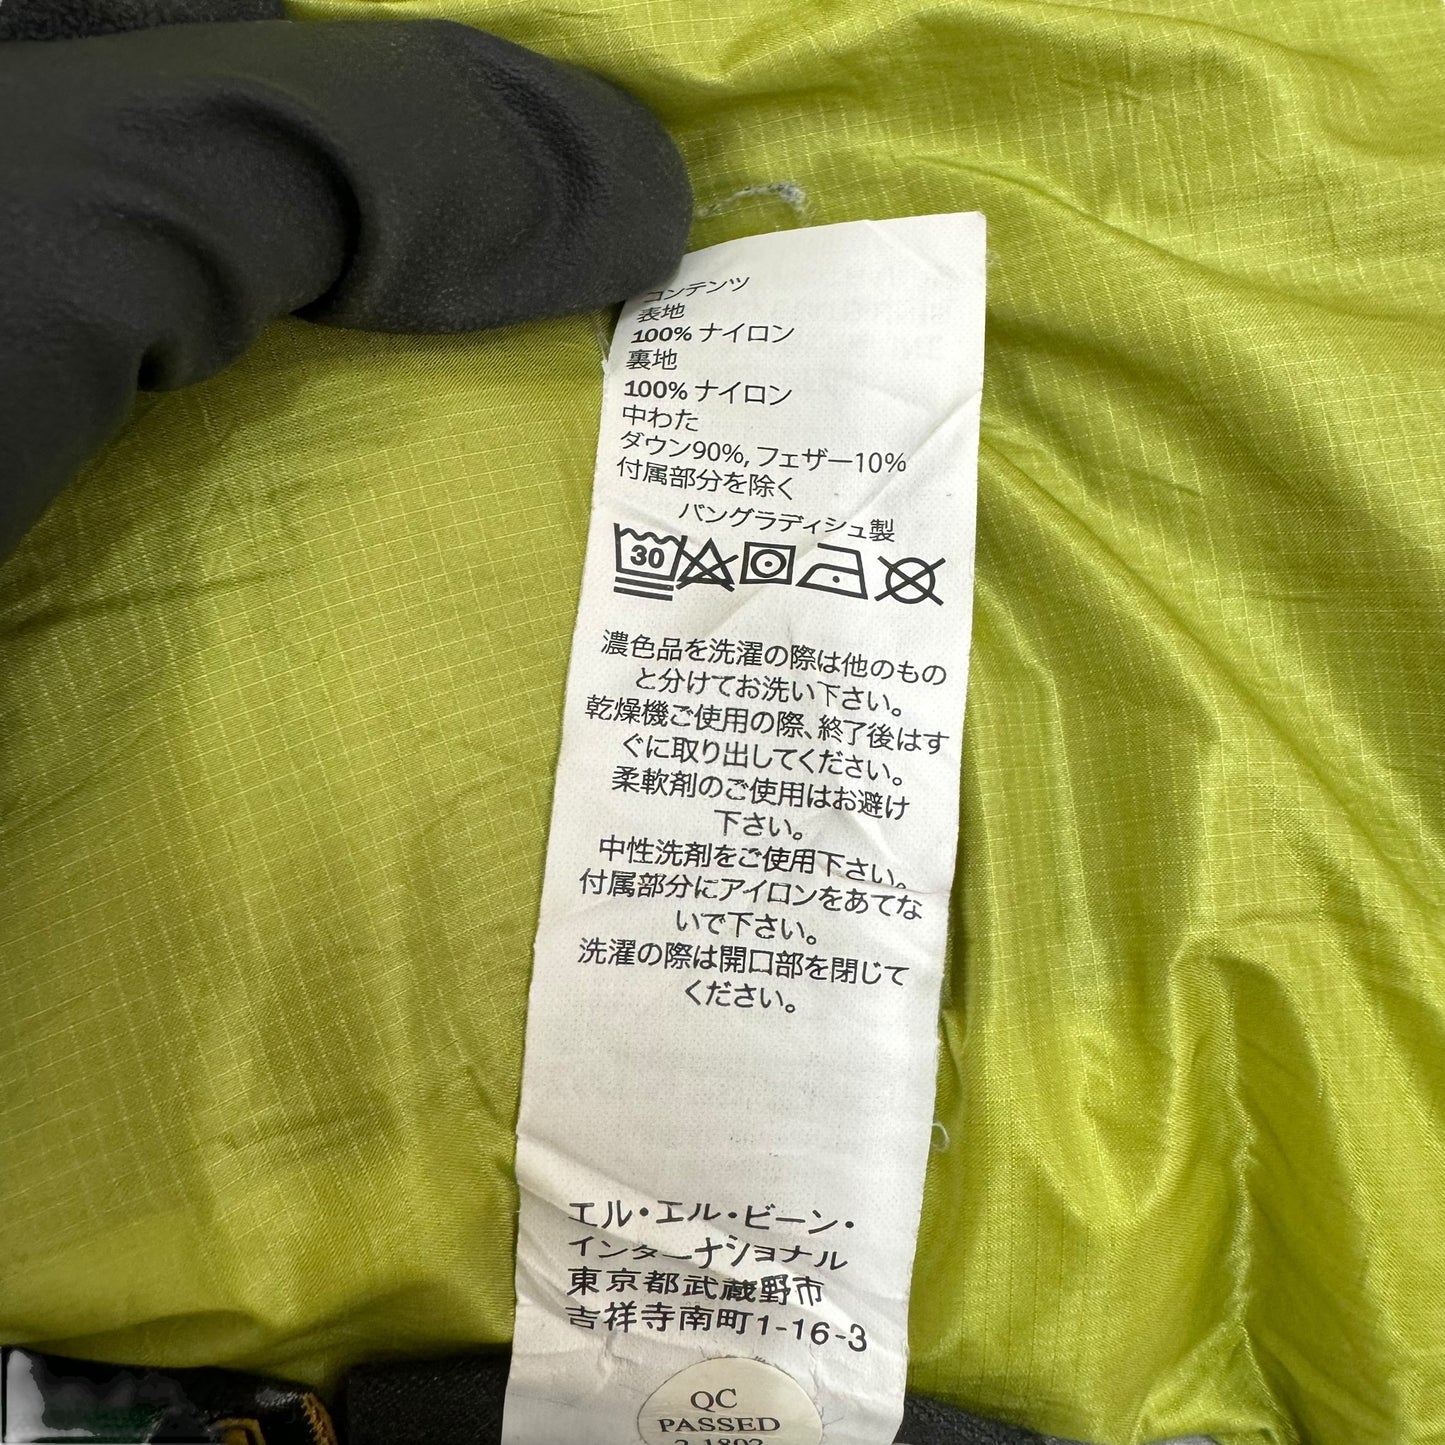 コンテンツ
表地
100% ナイロン
裏地
100% ナイロン
中わた
ダウン90%, フェザー10%
付属部分を除く
バングラディシュ製
30
濃色品を洗濯の際は他のもの
と分けてお洗い下さい。
乾燥機ご使用の際、終了後はす
ぐに取り出してください。
柔軟剤のご使用はお避け
下さい。
中性洗剤をご使用下さい。
付属部分にアイロンをあてな
いで下さい。
洗濯の際は開口部を閉じて
ください。
エル・エル・ビーン・
インターナショナル
東京都武蔵野市
吉祥寺南町1-16-3
QC
PASSED